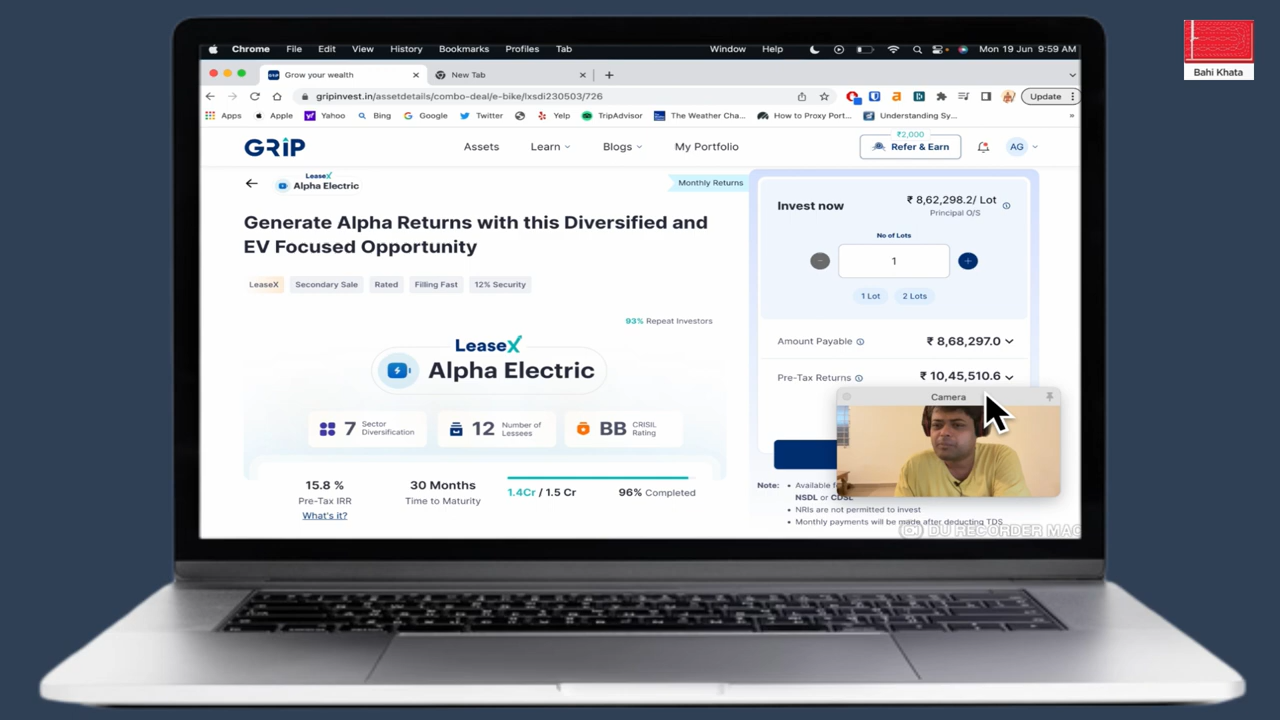 Bahi Khata
Chrome File Edit View History Bookmarks Profiles Tab Window Help Mon 19 Jun 9:59 AM
GRIP Grow your wealth New Tab
gripinvest.in/assetdetails/combo-deal/e-bike/lxsdi230503/726 Update
Apps Apple Yahoo Bing Google Twitter Yelp TripAdvisor The Weather Cha... How to Proxy Port... Understanding Sy... »
GRiP Assets Learn Blogs My Portfolio ₹2,000 Refer & Earn AG
LeaseX
Alpha Electric
Monthly Returns
Generate Alpha Returns with this Diversified and
EV Focused Opportunity
LeaseX Secondary Sale Rated Filling Fast 12% Security
93% Repeat Investors
LeaseX
Alpha Electric
7 Sector Diversification
12 Number of Lessees
BB CRISIL Rating
15.8 % 30 Months 1.4Cr / 1.5 Cr 96% Completed
Pre-Tax IRR Time to Maturity
What's it?
Invest now ₹ 8,62,298.2/ Lot
Principal O/S
No of Lots
- 1 +
1 Lot 2 Lots
Amount Payable ₹ 8,68,297.0
Pre-Tax Returns ₹ 10,45,510.6
Camera
Note: • Available f
NSDL or CDSL
• NRIs are not permitted to invest
• Monthly payments will be made after deducting TDS
DU RECORDER MAC